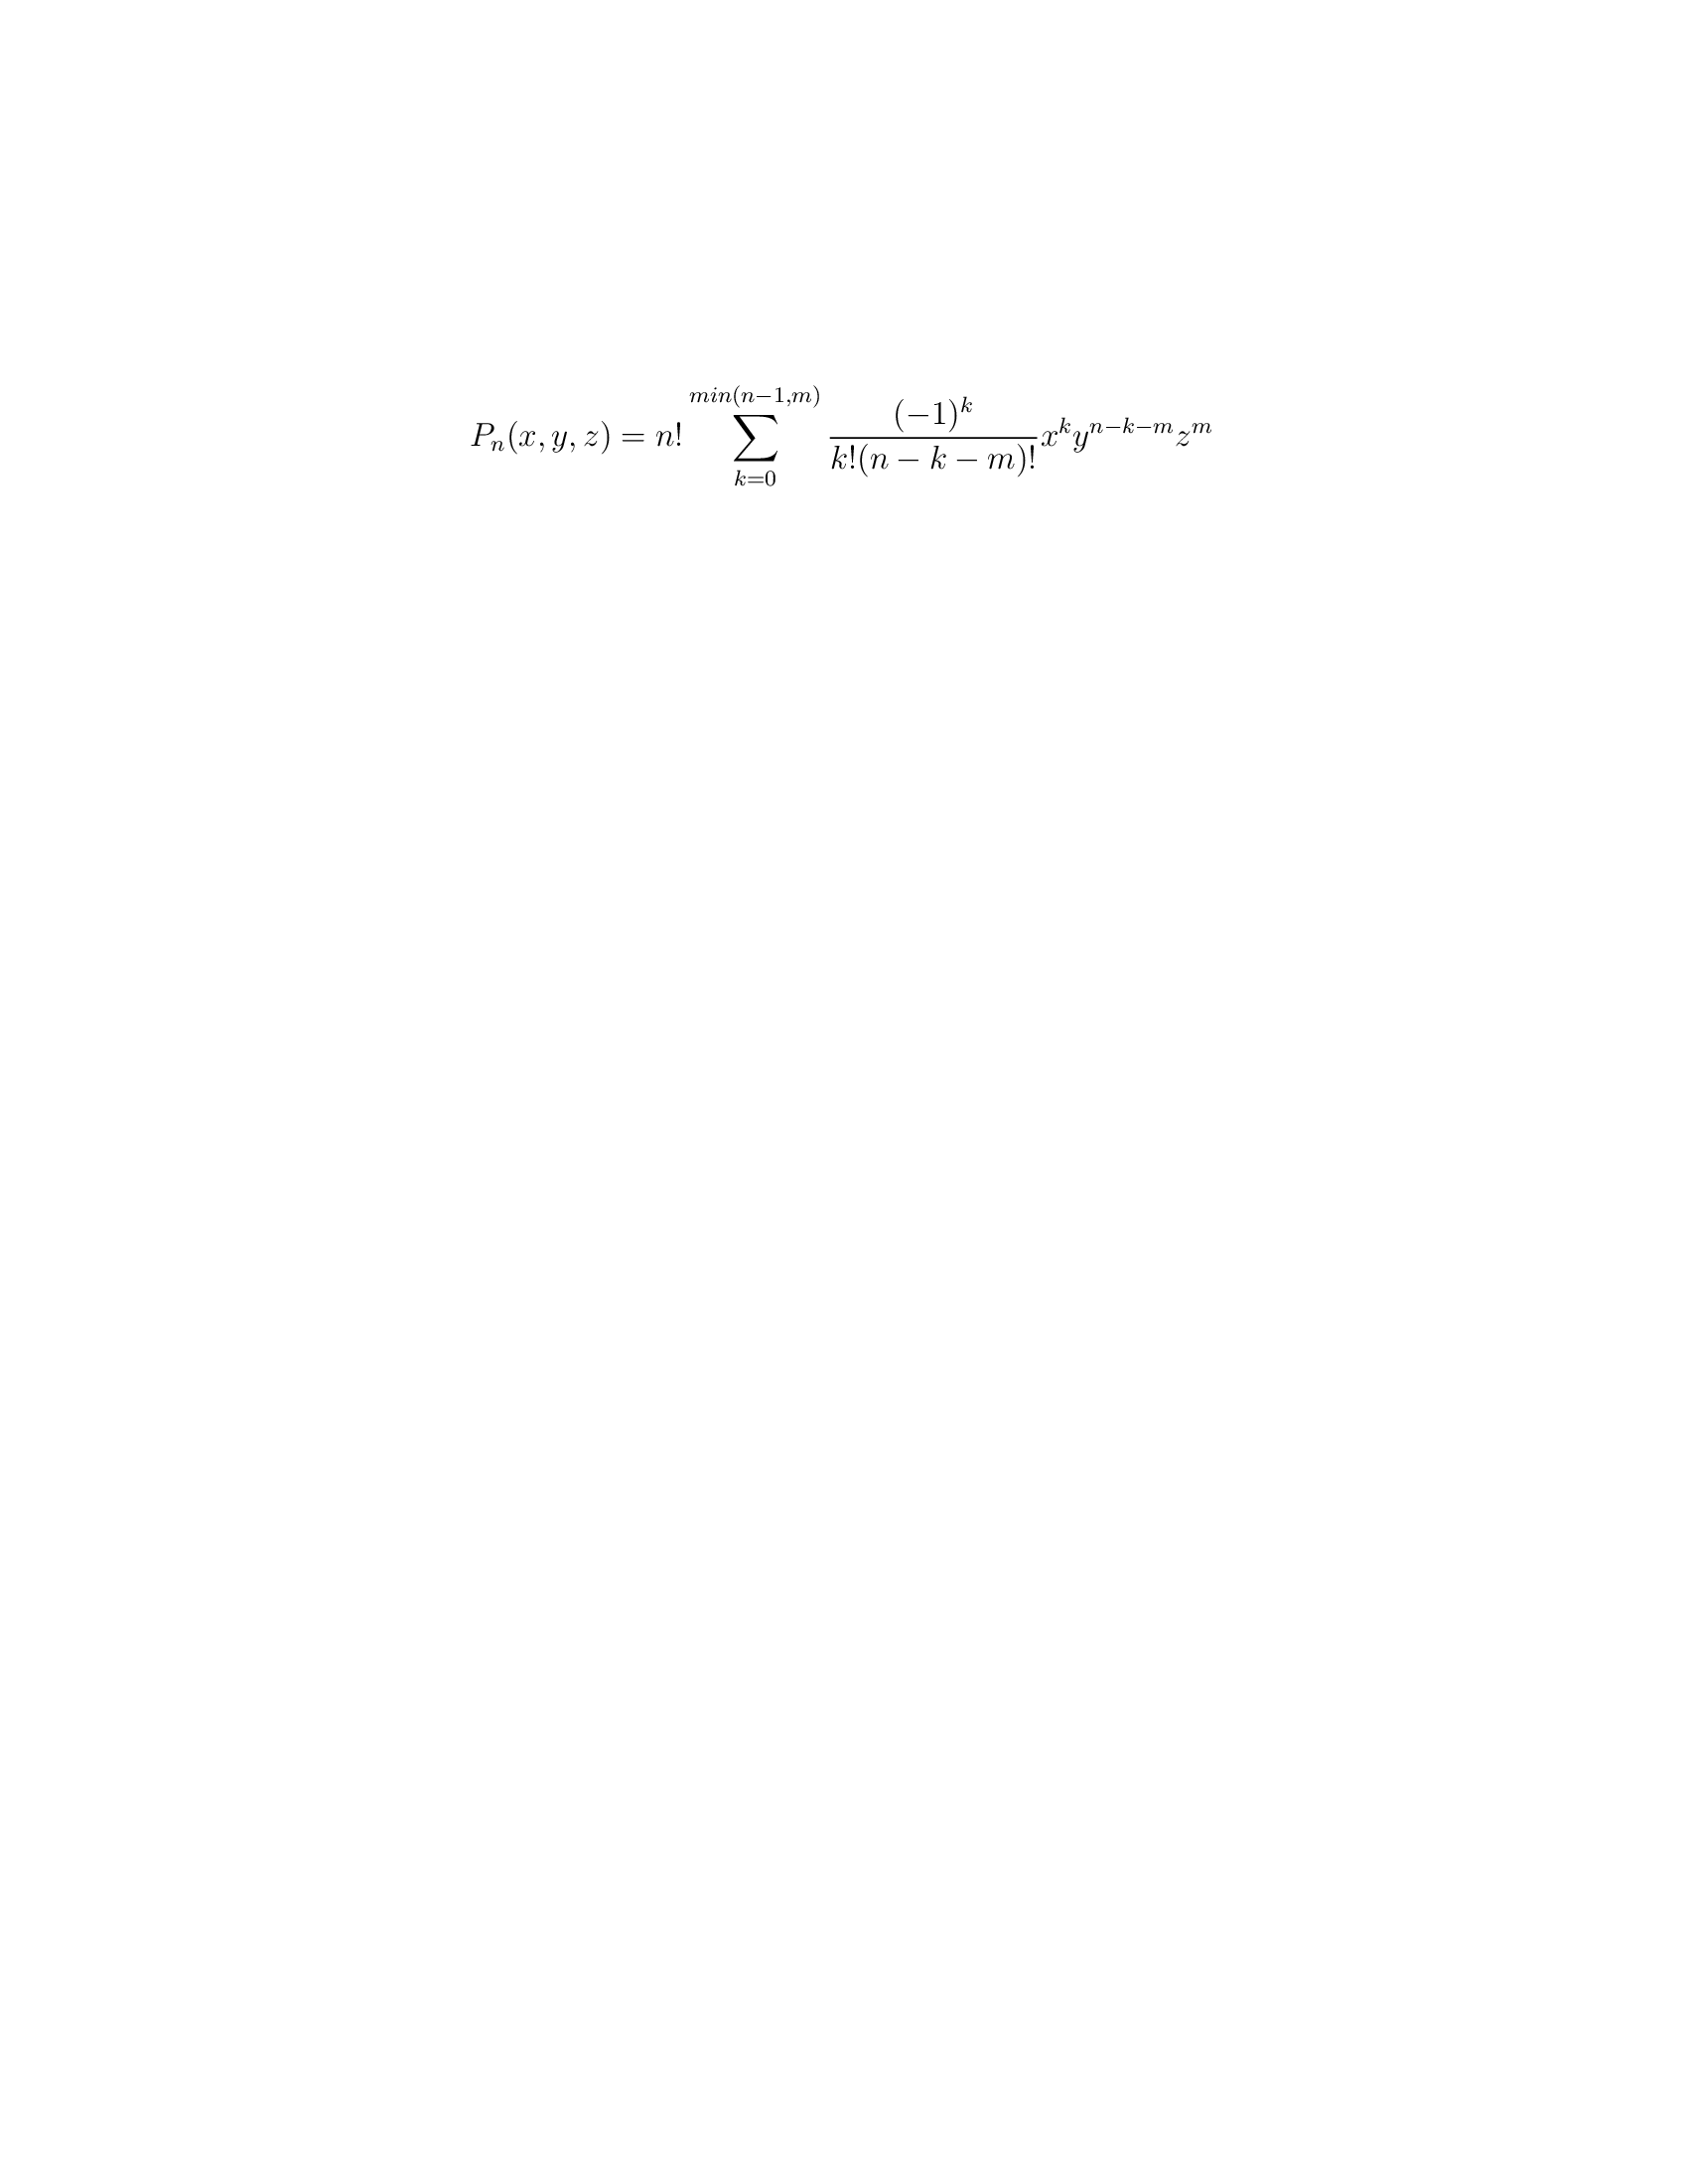 $P_n(x, y, z) = n! \sum_{k=0}^{min(n-1,m)} \frac{(-1)^k}{k!(n-k-m)!} x^k y^{n-k-m} z^m$